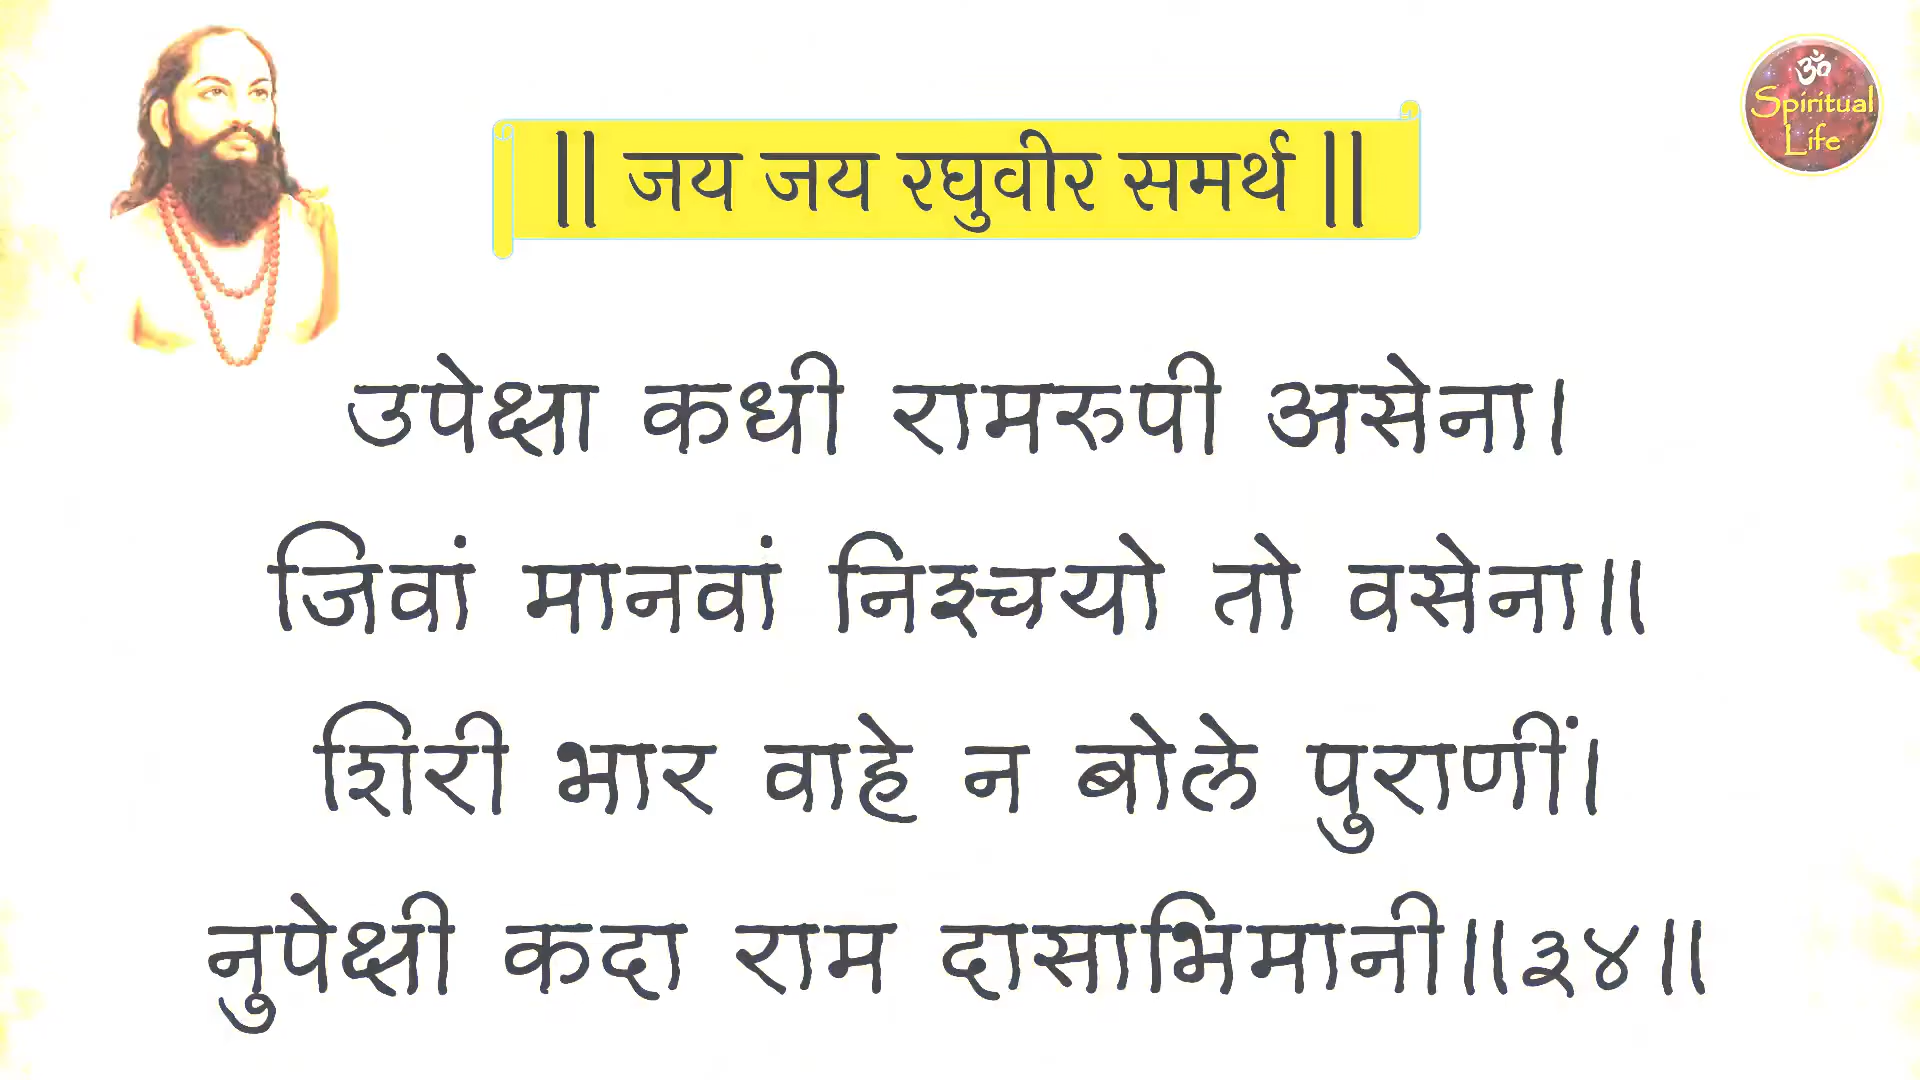 ॐ
Spiritual
Life
|| जय जय रघुवीर समर्थ ||
उपेक्षा कधी रामरुपी असेना।
जिवां मानवां निश्चयो तो वसेना॥
शिरी भार वाहे न बोले पुराणीं।
नुपेक्षी कदा राम दासाभिमानी॥३४॥